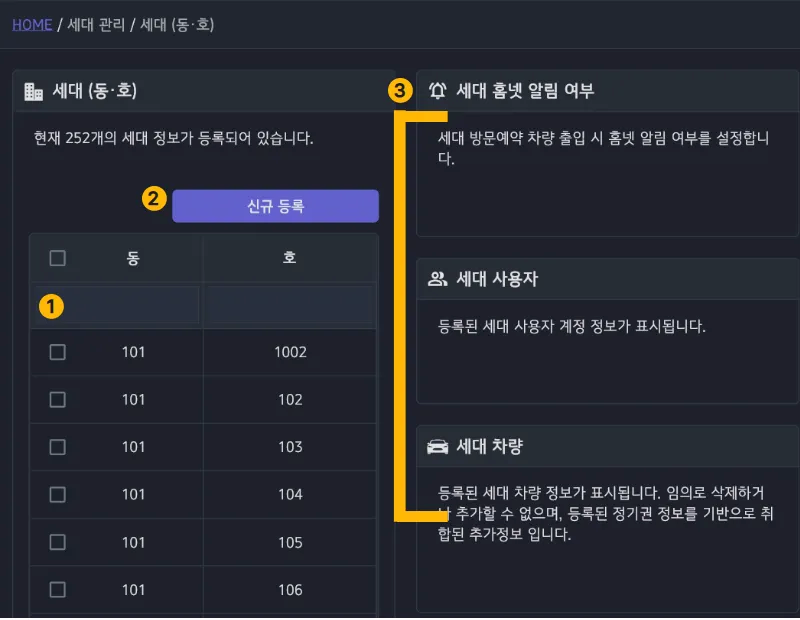 HOME / 세대 관리 / 세대 (동·호)
세대 (동·호)
현재 252개의 세대 정보가 등록되어 있습니다.
2
신규 등록
동
호
1
101 1002
101 102
101 103
101 104
101 105
101 106
3
세대 홈넷 알림 여부
세대 방문예약 차량 출입 시 홈넷 알림 여부를 설정합니
다.
세대 사용자
등록된 세대 사용자 계정 정보가 표시됩니다.
세대 차량
등록된 세대 차량 정보가 표시됩니다. 임의로 삭제하거
추가할 수 없으며, 등록된 정기권 정보를 기반으로 취
합된 추가정보 입니다.